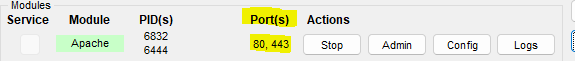 Modules
Service Module PID(s) Port(s) Actions
Apache 6832 6444 80, 443 Stop Admin Config Logs